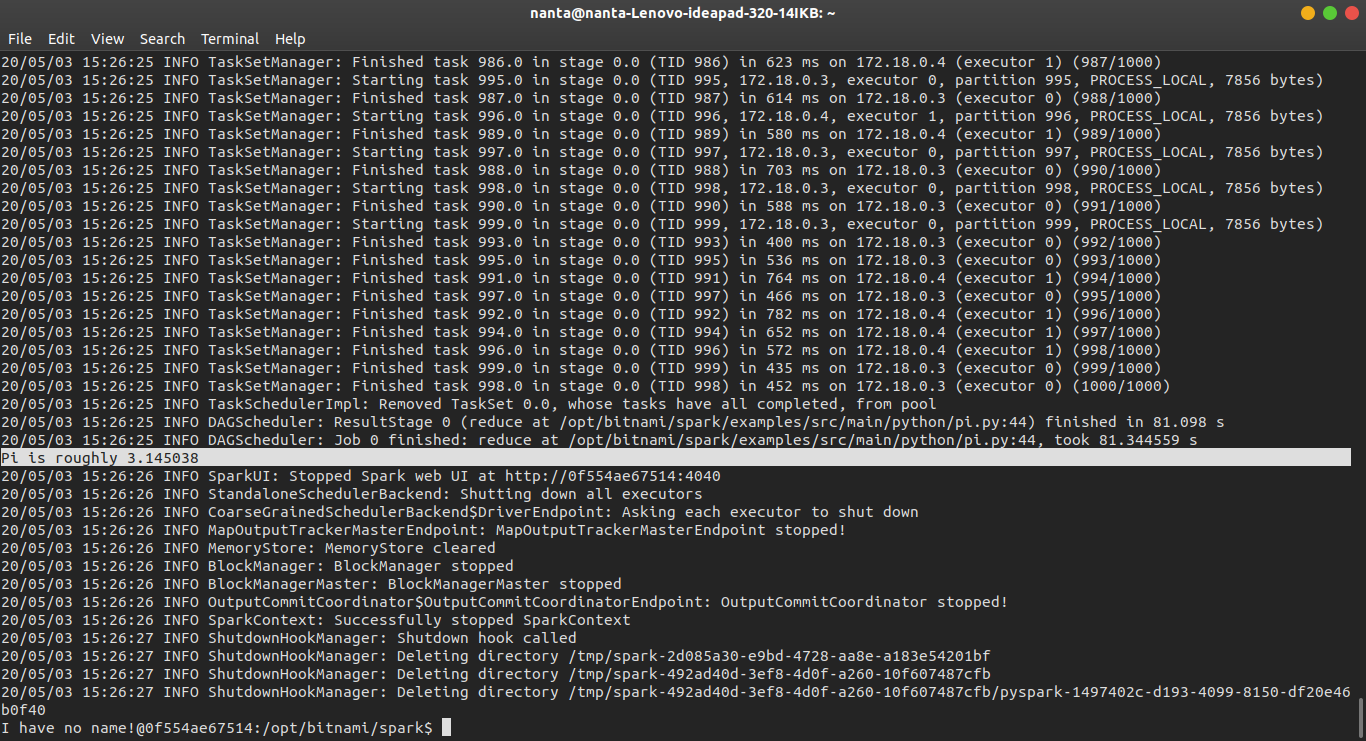 nanta@nanta-Lenovo-ideapad-320-14IKB: ~
File Edit View Search Terminal Help
20/05/03 15:26:25 INFO TaskSetManager: Finished task 986.0 in stage 0.0 (TID 986) in 623 ms on 172.18.0.4 (executor 1) (987/1000)
20/05/03 15:26:25 INFO TaskSetManager: Starting task 995.0 in stage 0.0 (TID 995, 172.18.0.3, executor 0, partition 995, PROCESS_LOCAL, 7856 bytes)
20/05/03 15:26:25 INFO TaskSetManager: Finished task 987.0 in stage 0.0 (TID 987) in 614 ms on 172.18.0.3 (executor 0) (988/1000)
20/05/03 15:26:25 INFO TaskSetManager: Starting task 996.0 in stage 0.0 (TID 996, 172.18.0.4, executor 1, partition 996, PROCESS_LOCAL, 7856 bytes)
20/05/03 15:26:25 INFO TaskSetManager: Finished task 989.0 in stage 0.0 (TID 989) in 580 ms on 172.18.0.4 (executor 1) (989/1000)
20/05/03 15:26:25 INFO TaskSetManager: Starting task 997.0 in stage 0.0 (TID 997, 172.18.0.3, executor 0, partition 997, PROCESS_LOCAL, 7856 bytes)
20/05/03 15:26:25 INFO TaskSetManager: Finished task 988.0 in stage 0.0 (TID 988) in 703 ms on 172.18.0.3 (executor 0) (990/1000)
20/05/03 15:26:25 INFO TaskSetManager: Starting task 998.0 in stage 0.0 (TID 998, 172.18.0.3, executor 0, partition 998, PROCESS_LOCAL, 7856 bytes)
20/05/03 15:26:25 INFO TaskSetManager: Finished task 990.0 in stage 0.0 (TID 990) in 588 ms on 172.18.0.3 (executor 0) (991/1000)
20/05/03 15:26:25 INFO TaskSetManager: Starting task 999.0 in stage 0.0 (TID 999, 172.18.0.3, executor 0, partition 999, PROCESS_LOCAL, 7856 bytes)
20/05/03 15:26:25 INFO TaskSetManager: Finished task 993.0 in stage 0.0 (TID 993) in 400 ms on 172.18.0.3 (executor 0) (992/1000)
20/05/03 15:26:25 INFO TaskSetManager: Finished task 995.0 in stage 0.0 (TID 995) in 536 ms on 172.18.0.3 (executor 0) (993/1000)
20/05/03 15:26:25 INFO TaskSetManager: Finished task 991.0 in stage 0.0 (TID 991) in 764 ms on 172.18.0.4 (executor 1) (994/1000)
20/05/03 15:26:25 INFO TaskSetManager: Finished task 997.0 in stage 0.0 (TID 997) in 466 ms on 172.18.0.3 (executor 0) (995/1000)
20/05/03 15:26:25 INFO TaskSetManager: Finished task 992.0 in stage 0.0 (TID 992) in 782 ms on 172.18.0.4 (executor 1) (996/1000)
20/05/03 15:26:25 INFO TaskSetManager: Finished task 994.0 in stage 0.0 (TID 994) in 652 ms on 172.18.0.4 (executor 1) (997/1000)
20/05/03 15:26:25 INFO TaskSetManager: Finished task 996.0 in stage 0.0 (TID 996) in 572 ms on 172.18.0.4 (executor 1) (998/1000)
20/05/03 15:26:25 INFO TaskSetManager: Finished task 999.0 in stage 0.0 (TID 999) in 435 ms on 172.18.0.3 (executor 0) (999/1000)
20/05/03 15:26:25 INFO TaskSetManager: Finished task 998.0 in stage 0.0 (TID 998) in 452 ms on 172.18.0.3 (executor 0) (1000/1000)
20/05/03 15:26:25 INFO TaskSchedulerImpl: Removed TaskSet 0.0, whose tasks have all completed, from pool
20/05/03 15:26:25 INFO DAGScheduler: ResultStage 0 (reduce at /opt/bitnami/spark/examples/src/main/python/pi.py:44) finished in 81.098 s
20/05/03 15:26:25 INFO DAGScheduler: Job 0 finished: reduce at /opt/bitnami/spark/examples/src/main/python/pi.py:44, took 81.344559 s
Pi is roughly 3.145038
20/05/03 15:26:26 INFO SparkUI: Stopped Spark web UI at http://0f554ae67514:4040
20/05/03 15:26:26 INFO StandaloneSchedulerBackend: Shutting down all executors
20/05/03 15:26:26 INFO CoarseGrainedSchedulerBackend$DriverEndpoint: Asking each executor to shut down
20/05/03 15:26:26 INFO MapOutputTrackerMasterEndpoint: MapOutputTrackerMasterEndpoint stopped!
20/05/03 15:26:26 INFO MemoryStore: MemoryStore cleared
20/05/03 15:26:26 INFO BlockManager: BlockManager stopped
20/05/03 15:26:26 INFO BlockManagerMaster: BlockManagerMaster stopped
20/05/03 15:26:26 INFO OutputCommitCoordinator$OutputCommitCoordinatorEndpoint: OutputCommitCoordinator stopped!
20/05/03 15:26:26 INFO SparkContext: Successfully stopped SparkContext
20/05/03 15:26:27 INFO ShutdownHookManager: Shutdown hook called
20/05/03 15:26:27 INFO ShutdownHookManager: Deleting directory /tmp/spark-2d085a30-e9bd-4728-aa8e-a183e54201bf
20/05/03 15:26:27 INFO ShutdownHookManager: Deleting directory /tmp/spark-492ad40d-3ef8-4d0f-a260-10f607487cfb
20/05/03 15:26:27 INFO ShutdownHookManager: Deleting directory /tmp/spark-492ad40d-3ef8-4d0f-a260-10f607487cfb/pyspark-1497402c-d193-4099-8150-df20e46
b0f40
I have no name!@0f554ae67514:/opt/bitnami/spark$